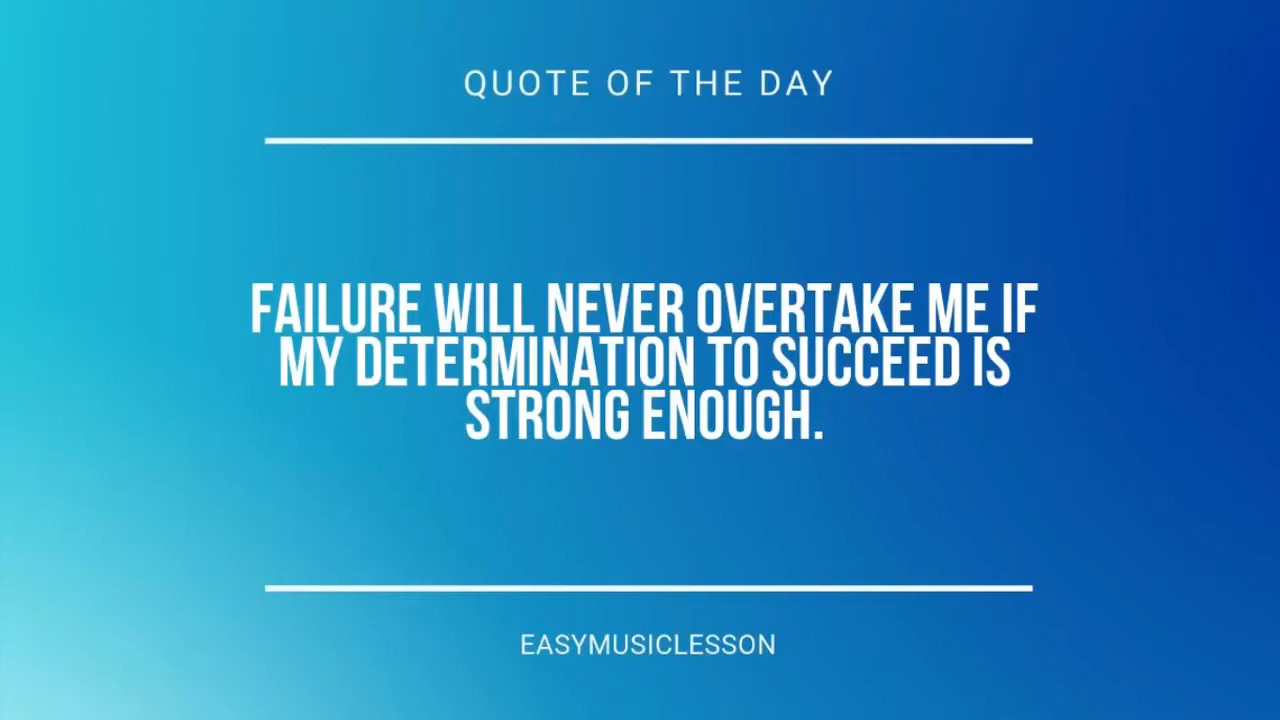 QUOTE OF THE DAY
FAILURE WILL NEVER OVERTAKE ME IF
MY DETERMINATION TO SUCCEED IS
STRONG ENOUGH.
EASYMUSICLESSON